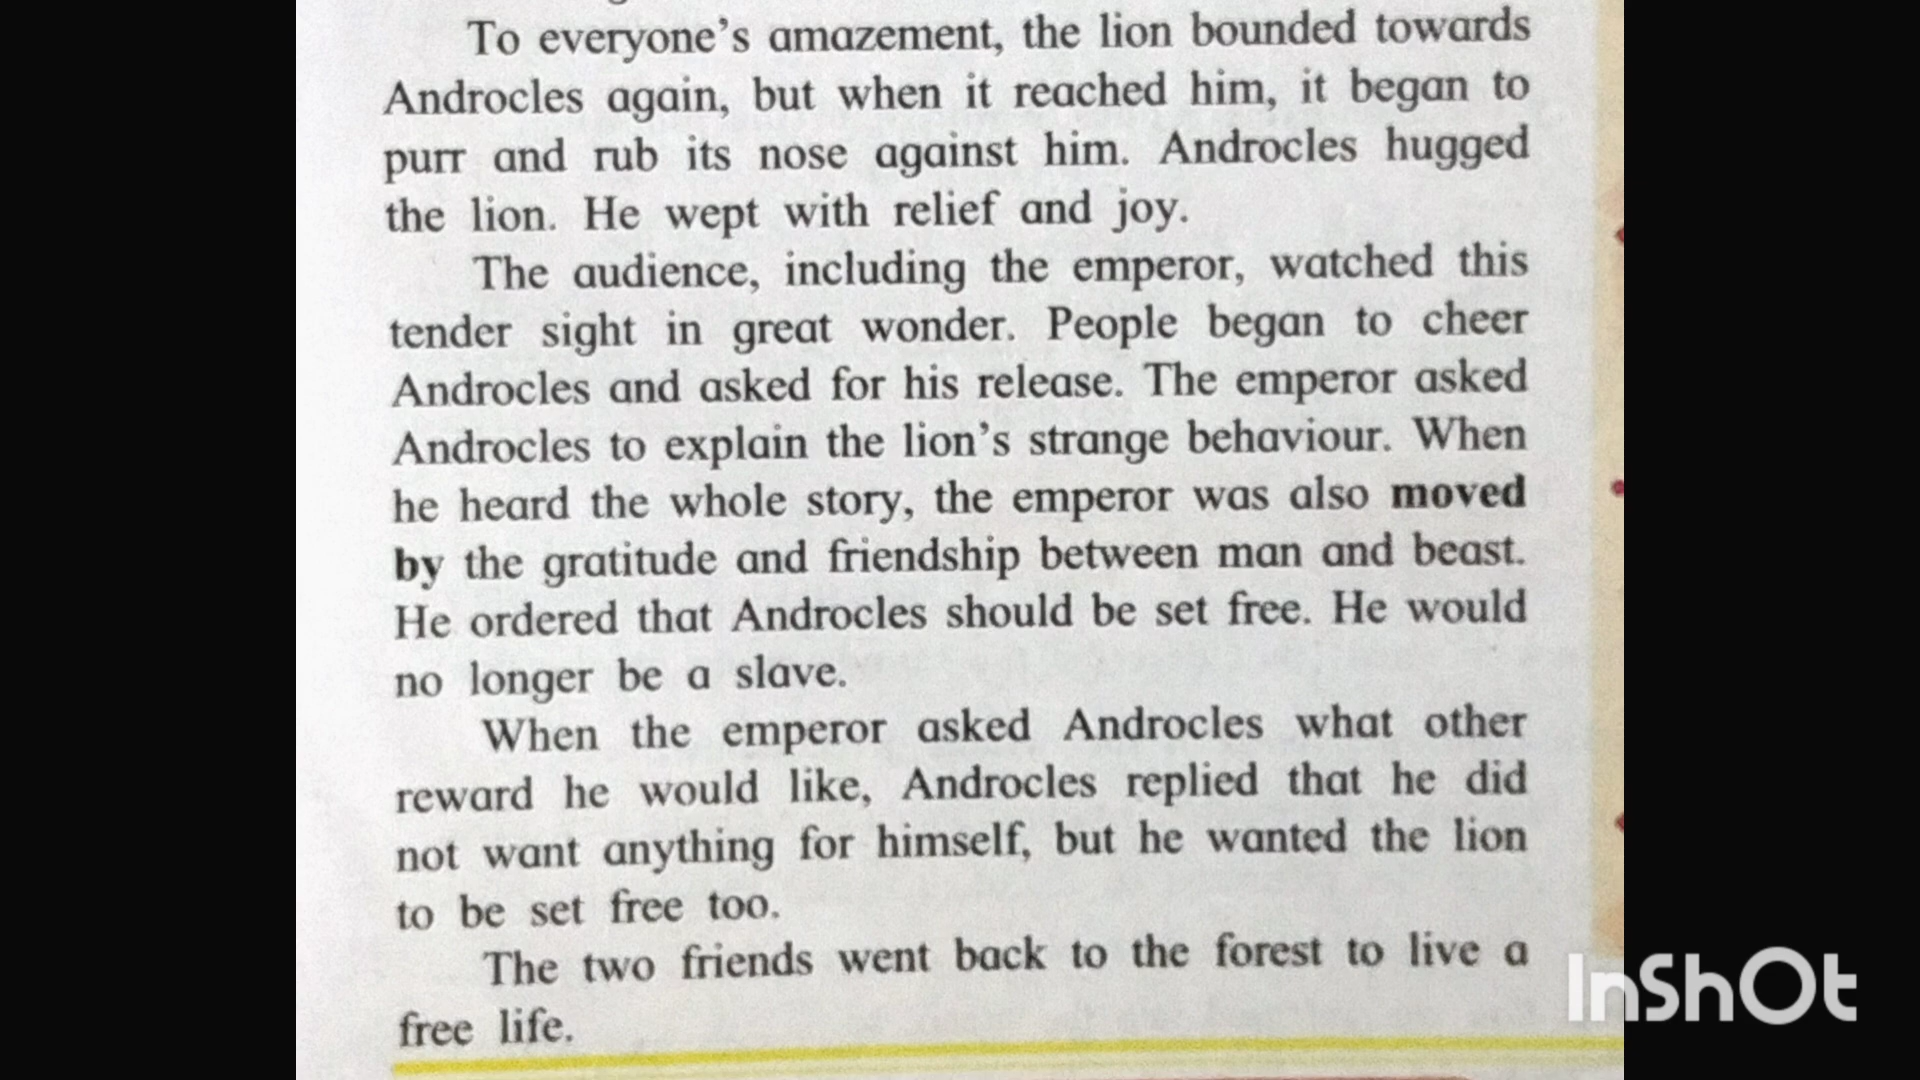 To everyone's amazement, the lion bounded towards
Androcles again, but when it reached him, it began to
purr and rub its nose against him. Androcles hugged
the lion. He wept with relief and joy.
The audience, including the emperor, watched this
tender sight in great wonder. People began to cheer
Androcles and asked for his release. The emperor asked
Androcles to explain the lion's strange behaviour. When
he heard the whole story, the emperor was also moved
by the gratitude and friendship between man and beast.
He ordered that Androcles should be set free. He would
no longer be a slave.
When the emperor asked Androcles what other
reward he would like, Androcles replied that he did
not want anything for himself, but he wanted the lion
to be set free too.
The two friends went back to the forest to live a
free life.
InShOt